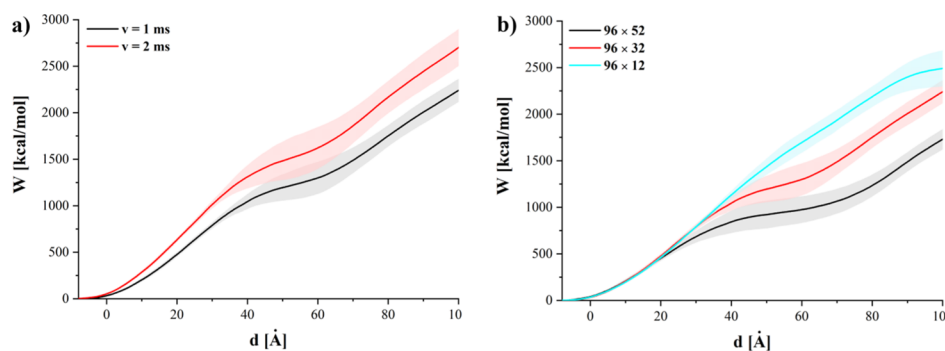 a)
v = 1 ms
v = 2 ms
W [kcal/mol]
3000
2500
2000
1500
1000
500
0
0 20 40 60 80 10
d [Å]
b)
96 × 52
96 × 32
96 × 12
W [kcal/mol]
3000
2500
2000
1500
1000
500
0
0 20 40 60 80 10
d [Å]